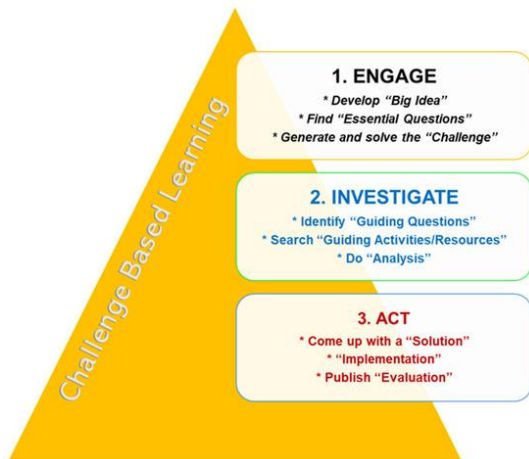 Challenge Based Learning
1. ENGAGE
* Develop “Big Idea”
* Find “Essential Questions”
* Generate and solve the “Challenge”
2. INVESTIGATE
* Identify “Guiding Questions”
* Search “Guiding Activities/Resources”
* Do “Analysis”
3. ACT
* Come up with a “Solution”
* “Implementation”
* Publish “Evaluation”